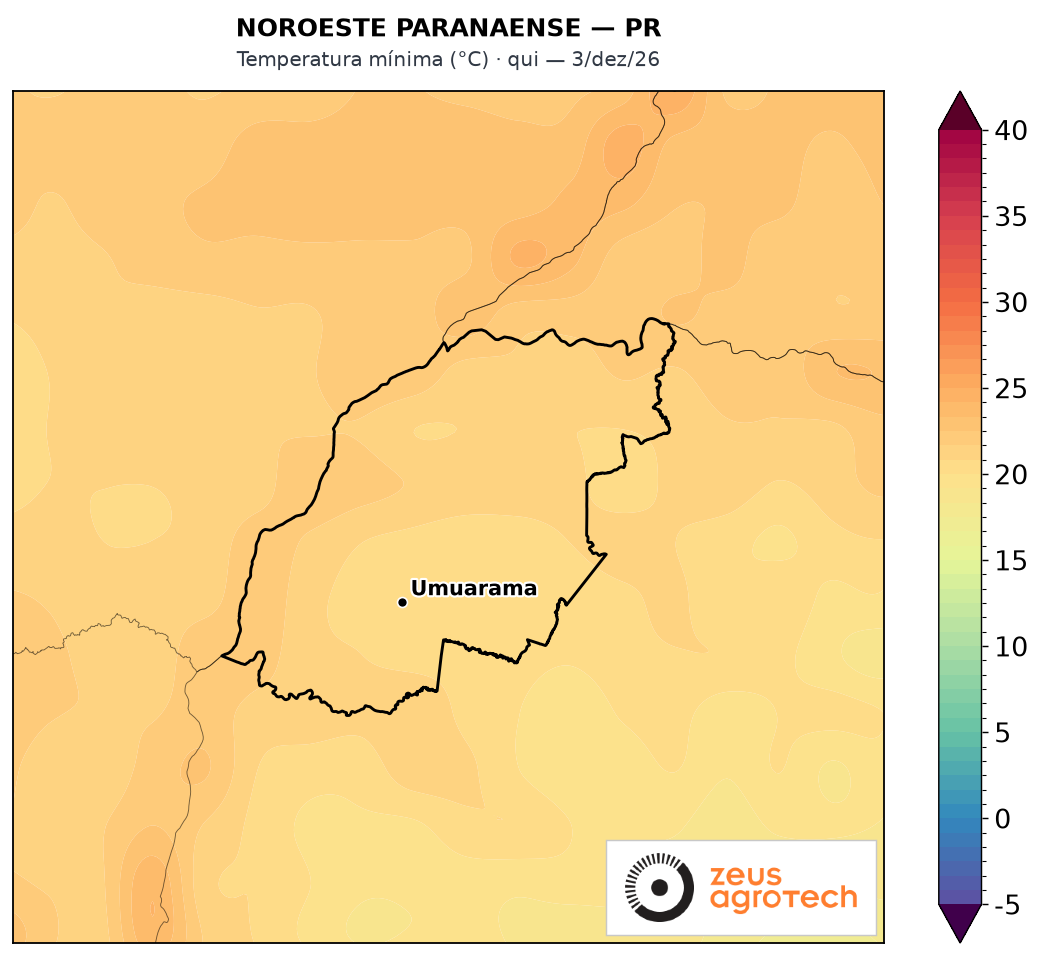 NOROESTE PARANAENSE — PR
Temperatura mínima (°C) · qui — 3/dez/26
40
35
30
25
20
15
10
5
0
-5
Umuarama
zeus
agrotech